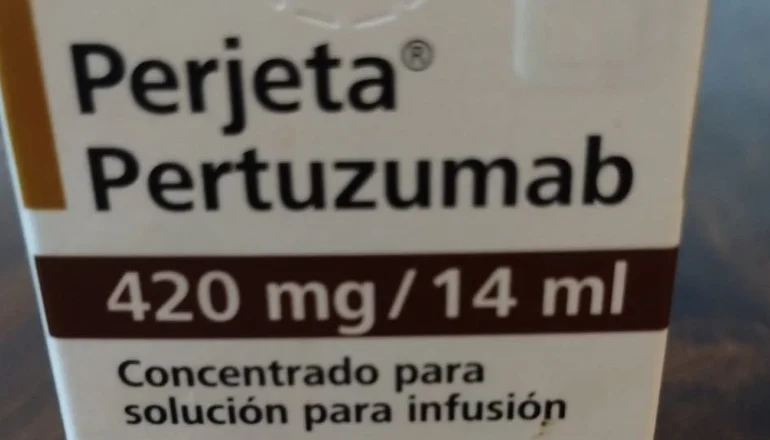 Perjeta®
Pertuzumab
420 mg/14 ml
Concentrado para
solución para infusión